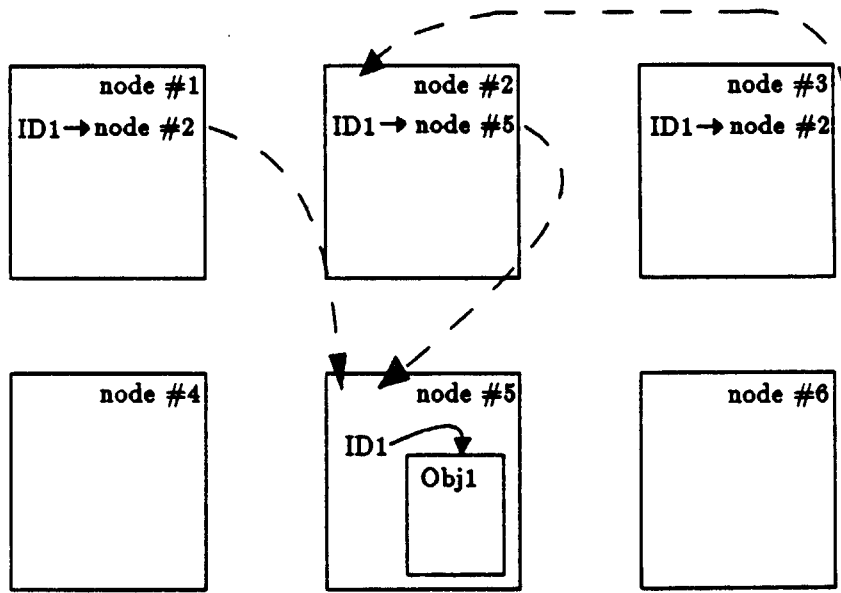 node #1
ID1→node #2
node #2
ID1→node #5
node #3
ID1→node #2
node #4
node #5
ID1
Obj1
node #6